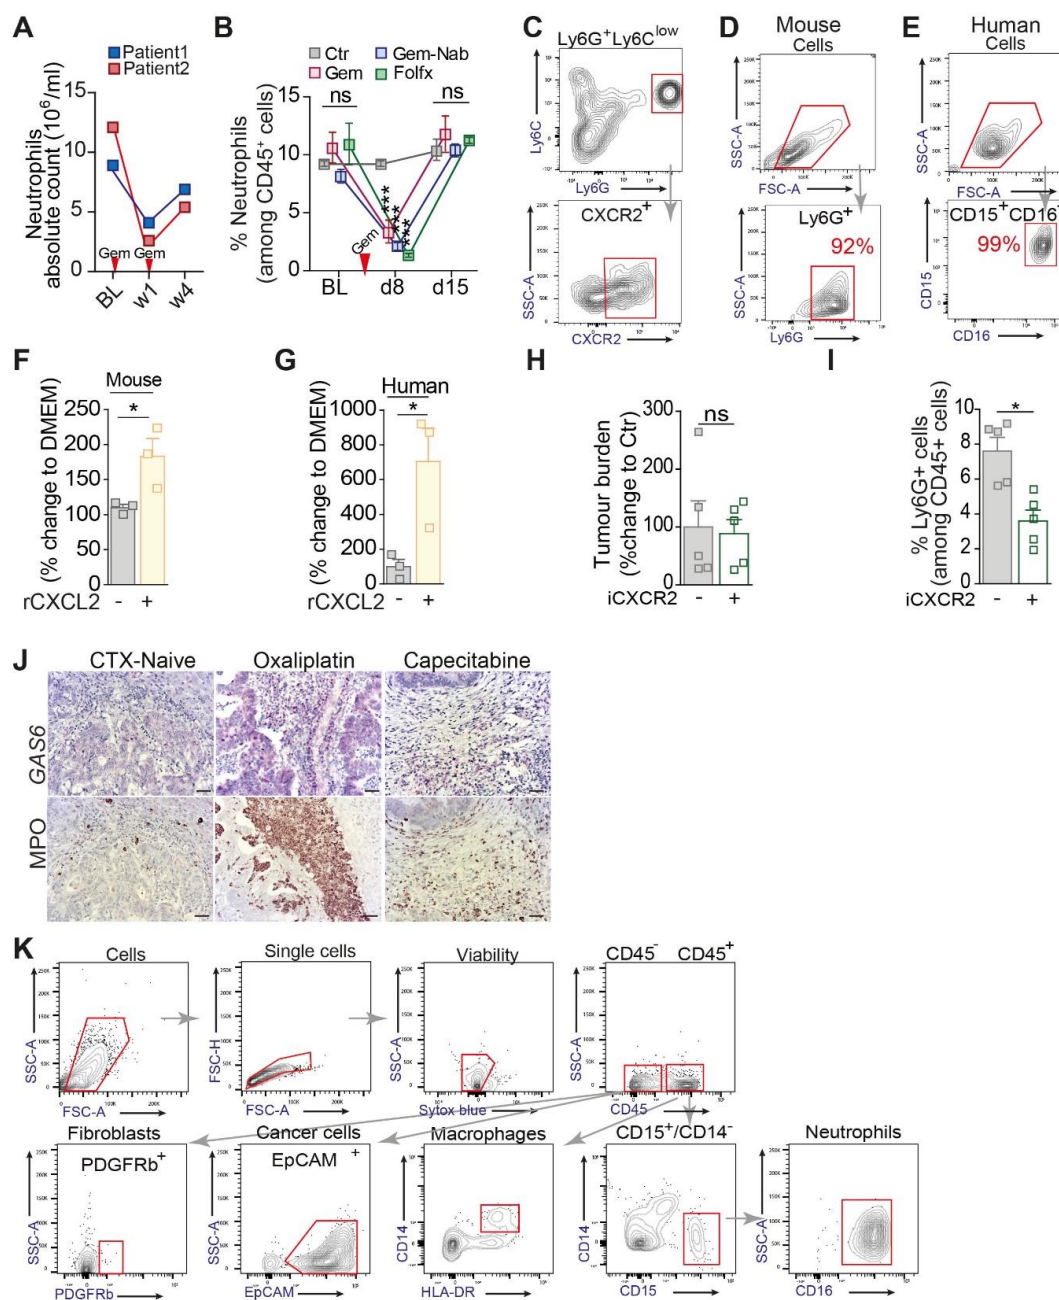 A
Patient1
Patient2
Neutrophils
absolute count (10⁶/ml)
15
10
5
0
Gem Gem
BL w1 w4
B
Ctr Gem-Nab
Gem Folfx
% Neutrophils
(among CD45⁺ cells)
15
10
5
0
ns ns
***
***
***
Gem
BL d8 d15
C
Ly6G⁺Ly6C^low
Ly6C
Ly6G
CXCR2⁺
SSC-A
CXCR2
D
Mouse
Cells
SSC-A
FSC-A
Ly6G⁺
92%
SSC-A
Ly6G
E
Human
Cells
SSC-A
FSC-A
CD15⁺CD16⁺
99%
CD15
CD16
F
Mouse
*
(% change to DMEM)
250
200
150
100
50
0
rCXCL2 - +
G
Human
*
(% change to DMEM)
1000
800
600
400
200
0
rCXCL2 - +
H
ns
Tumour burden
(%change to Ctr)
300
200
100
0
iCXCR2 - +
I
*
% Ly6G+ cells
(among CD45+ cells)
10
8
6
4
2
0
iCXCR2 - +
J
CTX-Naive Oxaliplatin Capecitabine
GAS6
MPO
K
Cells
SSC-A
FSC-A
Single cells
FSC-H
FSC-A
Viability
SSC-A
Sytox blue
CD45⁻ CD45⁺
SSC-A
CD45
Fibroblasts
PDGFRb⁺
SSC-A
PDGFRb
Cancer cells
EpCAM⁺
SSC-A
EpCAM
Macrophages
CD14
HLA-DR
CD15⁺/CD14⁻
CD14
CD15
Neutrophils
SSC-A
CD16